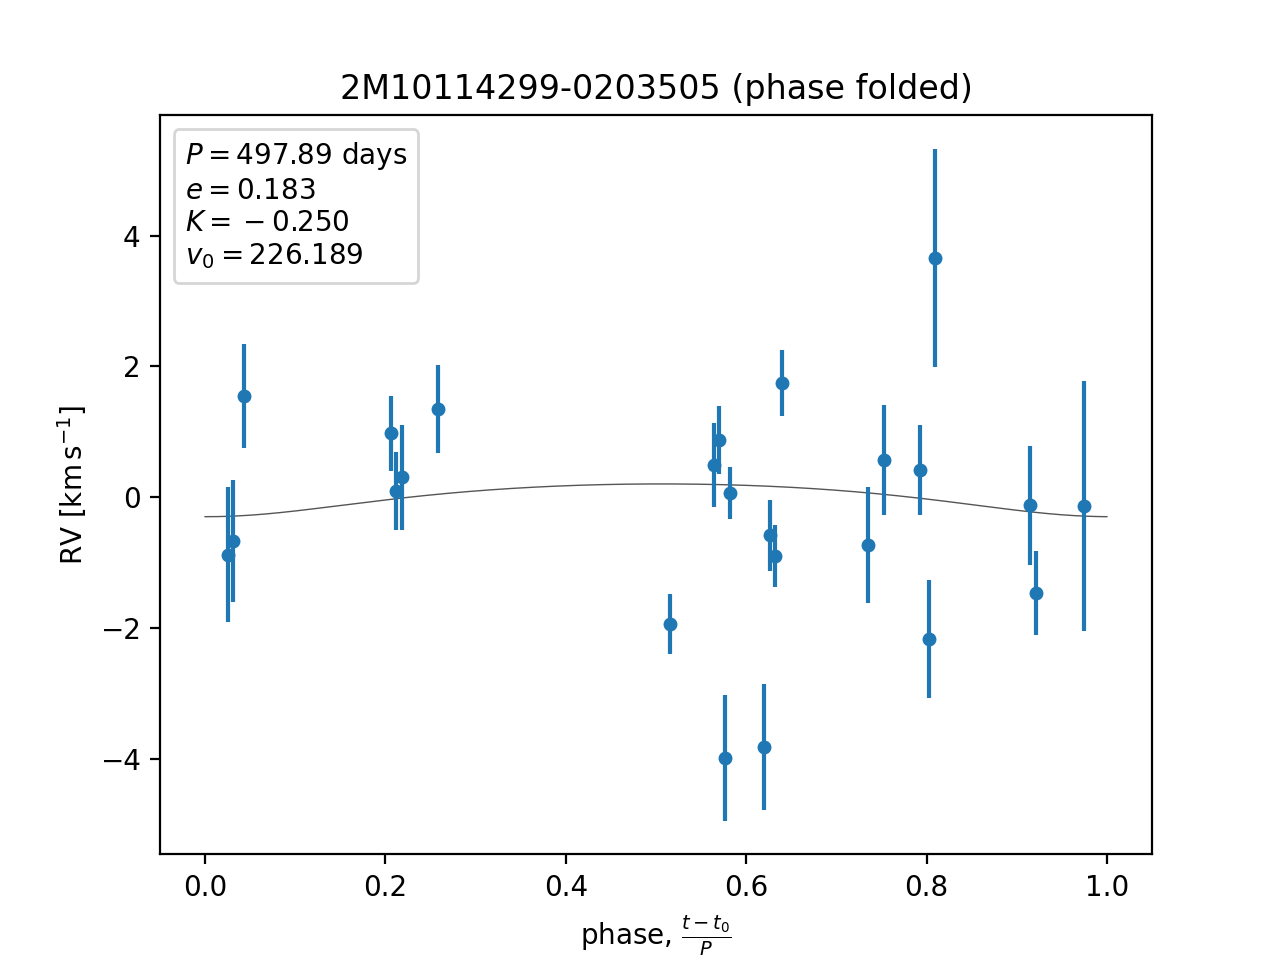 2M10114299-0203505 (phase folded)
P = 497.89 days
e = 0.183
K = −0.250
v₀ = 226.189
4
2
0
−2
−4
RV [km s⁻¹]
0.0 0.2 0.4 0.6 0.8 1.0
phase, (t − t₀)/P